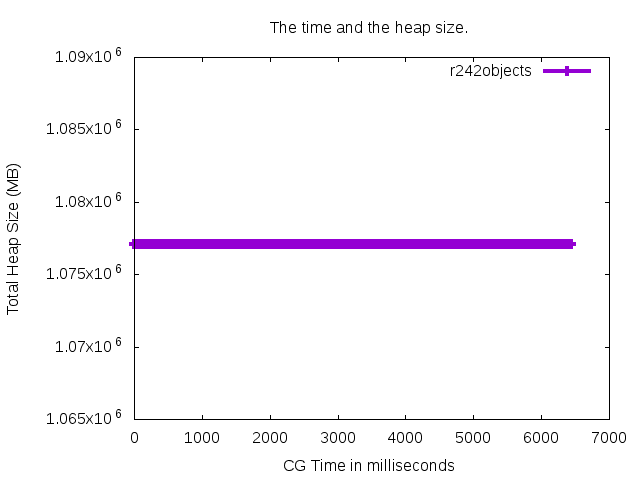 The time and the heap size.
r242objects
1.09x10 6
1.085x10 6
1.08x10 6
1.075x10 6
1.07x10 6
1.065x10 6
Total Heap Size (MB)
0 1000 2000 3000 4000 5000 6000 7000
CG Time in milliseconds